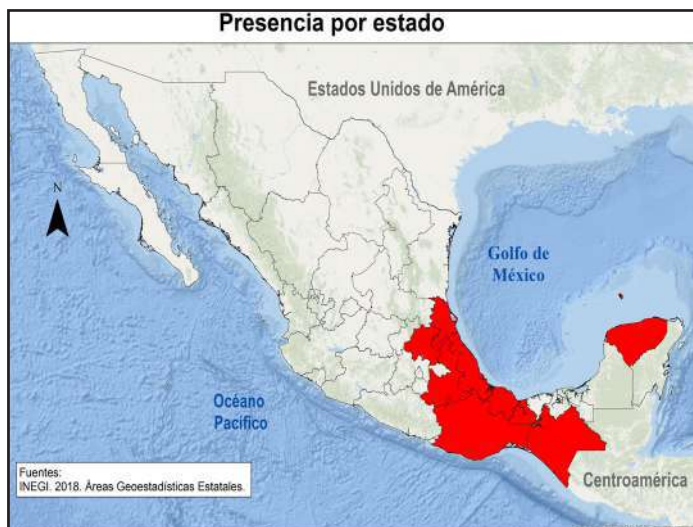 Presencia por estado
Estados Unidos de América
N
Golfo de
México
Océano
Pacífico
Fuentes:
INEGI. 2018. Áreas Geoestadísticas Estatales.
Centroamérica